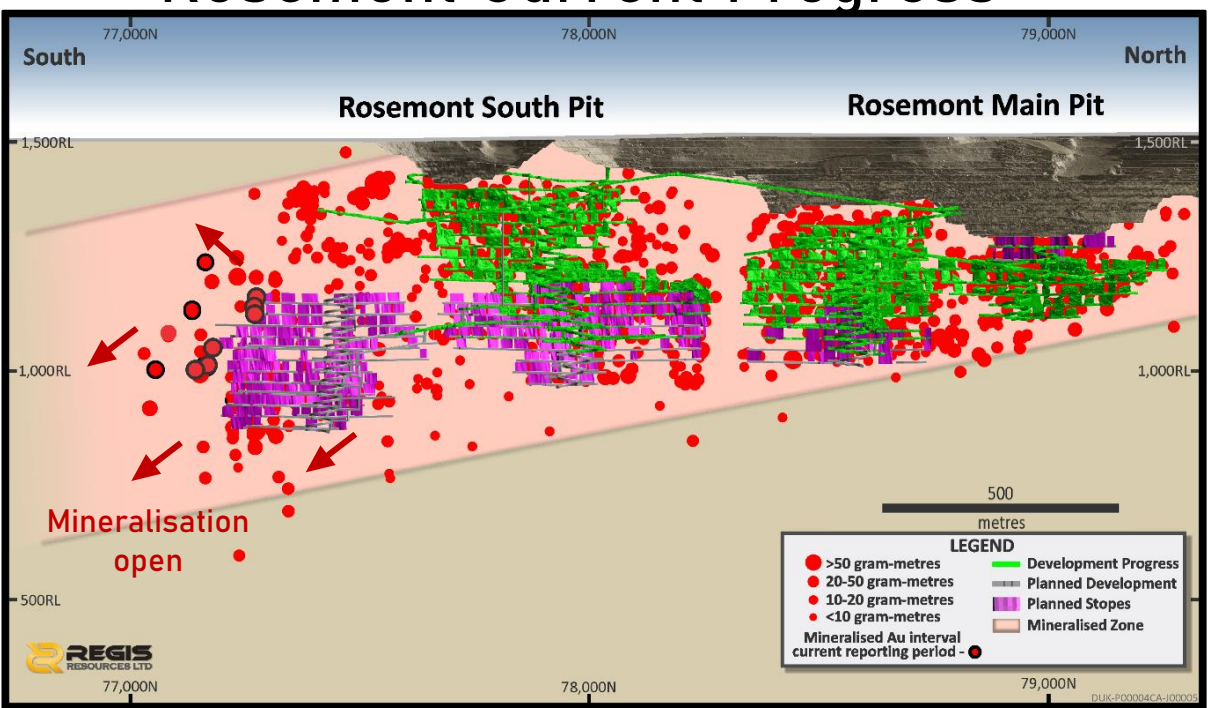 Rosemont Current Progress
77,000N
78,000N
79,000N
South
North
Rosemont South Pit
Rosemont Main Pit
1,500RL
1,500RL
1,000RL
1,000RL
Mineralisation
open
500
metres
500RL
LEGEND
>50 gram-metres
20-50 gram-metres
10-20 gram-metres
<10 gram-metres
Mineralised Au interval
current reporting period -
Development Progress
Planned Development
Planned Stopes
Mineralised Zone
REGIS
RESOURCES LTD
77,000N
78,000N
79,000N
DUK-P00004CA-J00005